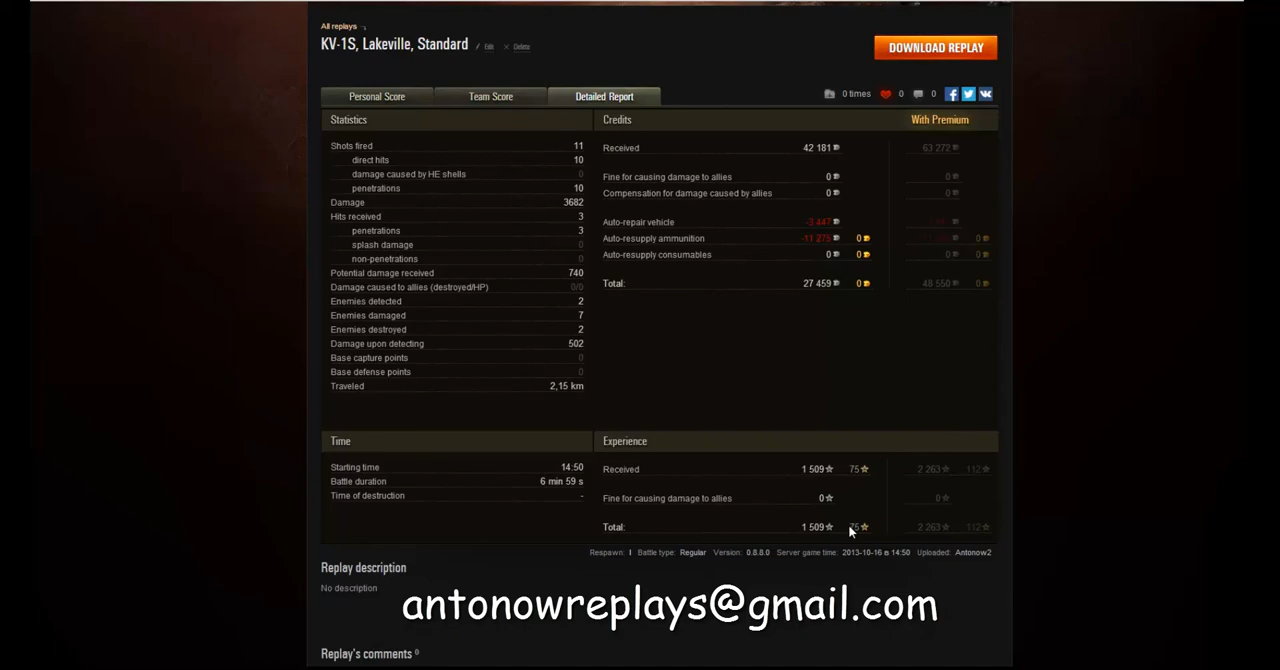 All replays
KV-1S, Lakeville, Standard Edit Delete
DOWNLOAD REPLAY
Personal Score Team Score Detailed Report 0 times 0 0
Statistics Credits With Premium
Shots fired 11 Received 42 181 63 272
direct hits 10
damage caused by HE shells 0 Fine for causing damage to allies 0 0
penetrations 10 Compensation for damage caused by allies 0 0
Damage 3682
Hits received 3 Auto-repair vehicle -3 447
penetrations 3 Auto-resupply ammunition -11 275 0 0
splash damage 0 Auto-resupply consumables 0 0 0 0
non-penetrations 0
Potential damage received 740
Damage caused to allies (destroyed/HP) 0/0 Total: 27 459 0 48 550 0
Enemies detected 2
Enemies damaged 7
Enemies destroyed 2
Damage upon detecting 502
Base capture points 0
Base defense points 0
Traveled 2,15 km
Time Experience
Starting time 14:50 Received 1 509 75 2 263 112
Battle duration 6 min 59 s
Time of destruction - Fine for causing damage to allies 0 0
Total: 1 509 75 2 263 112
Respawn: I Battle type: Regular Version: 0.8.8.0 Server game time: 2013-10-16 в 14:50 Uploaded: Antonow2
Replay description
No description
antonowreplays@gmail.com
Replay's comments 0